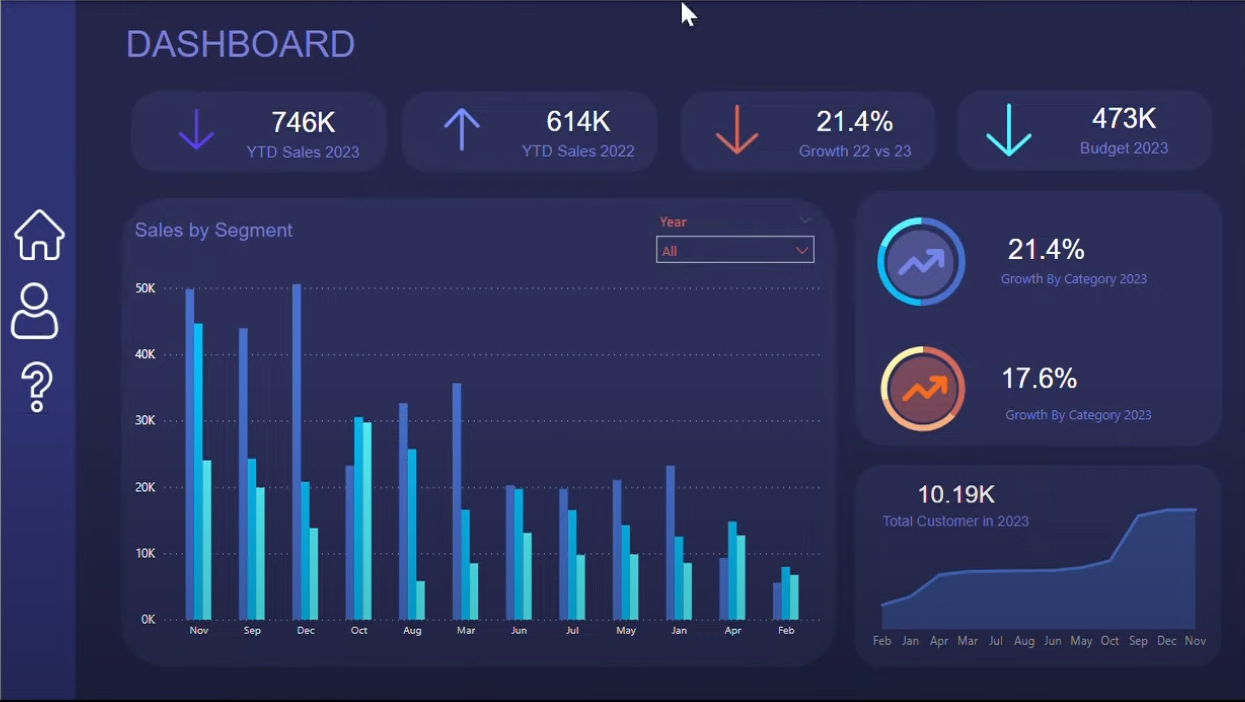 DASHBOARD
746K
YTD Sales 2023
614K
YTD Sales 2022
21.4%
Growth 22 vs 23
473K
Budget 2023
Sales by Segment
Year
All
50K
40K
30K
20K
10K
0K
Nov Sep Dec Oct Aug Mar Jun Jul May Jan Apr Feb
21.4%
Growth By Category 2023
17.6%
Growth By Category 2023
10.19K
Total Customer in 2023
Feb Jan Apr Mar Jul Aug Jun May Oct Sep Dec Nov